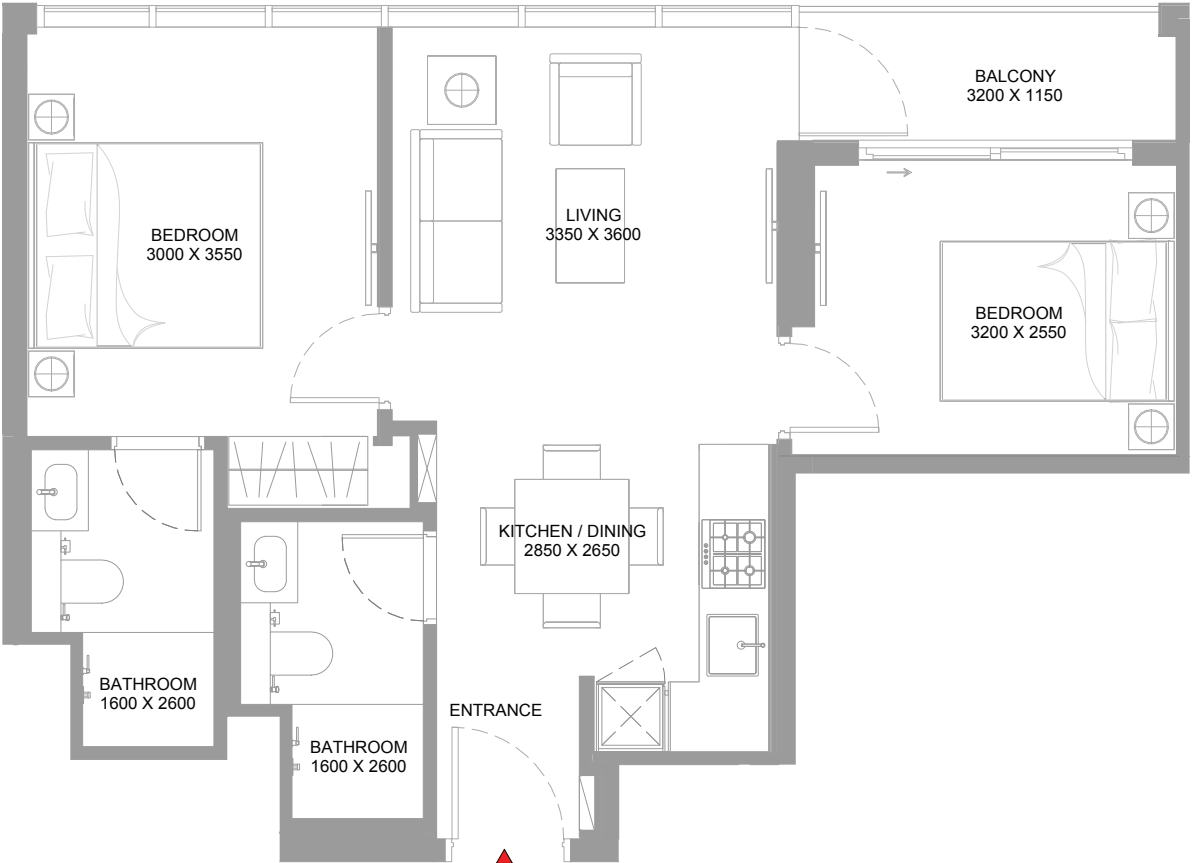 BALCONY
3200 X 1150
BEDROOM
3000 X 3550
LIVING
3350 X 3600
BEDROOM
3200 X 2550
KITCHEN / DINING
2850 X 2650
BATHROOM
1600 X 2600
ENTRANCE
BATHROOM
1600 X 2600